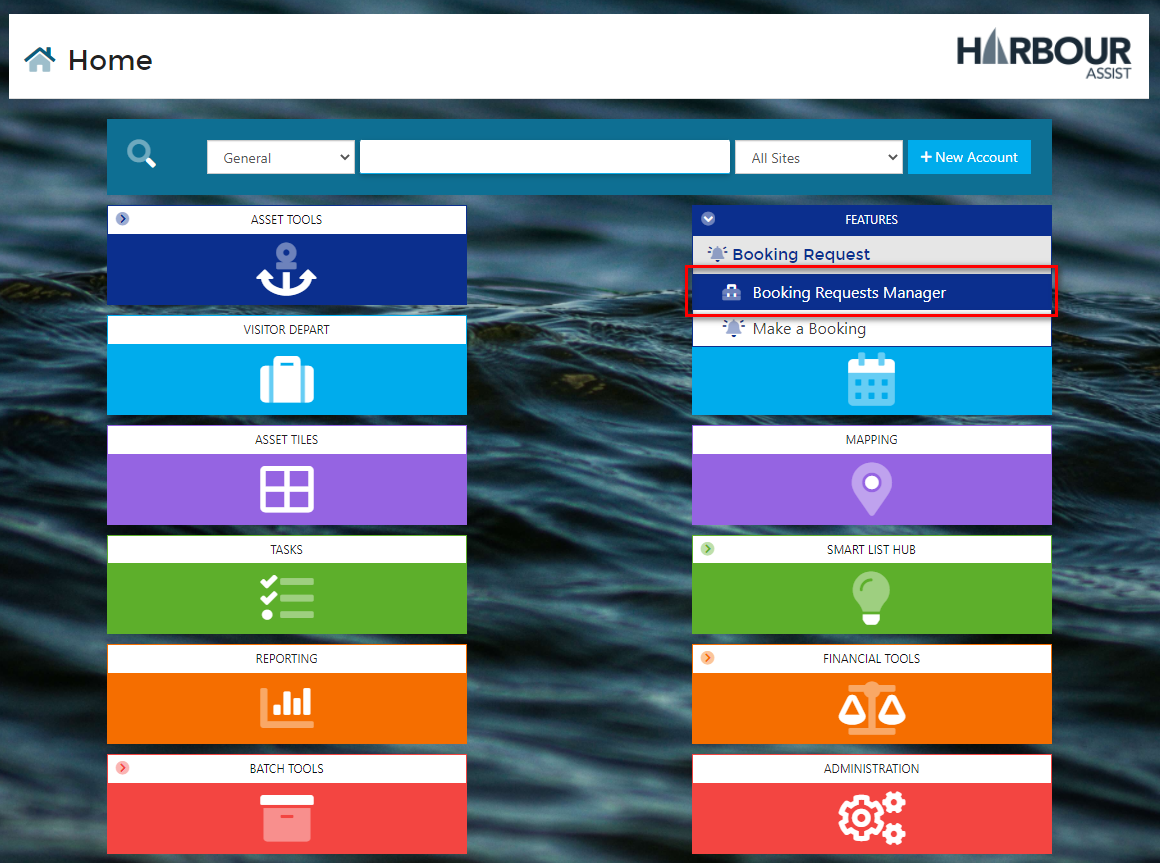 Home
HARBOUR
ASSIST
General
All Sites
+ New Account
ASSET TOOLS
FEATURES
Booking Request
Booking Requests Manager
Make a Booking
VISITOR DEPART
ASSET TILES
MAPPING
TASKS
SMART LIST HUB
REPORTING
FINANCIAL TOOLS
BATCH TOOLS
ADMINISTRATION